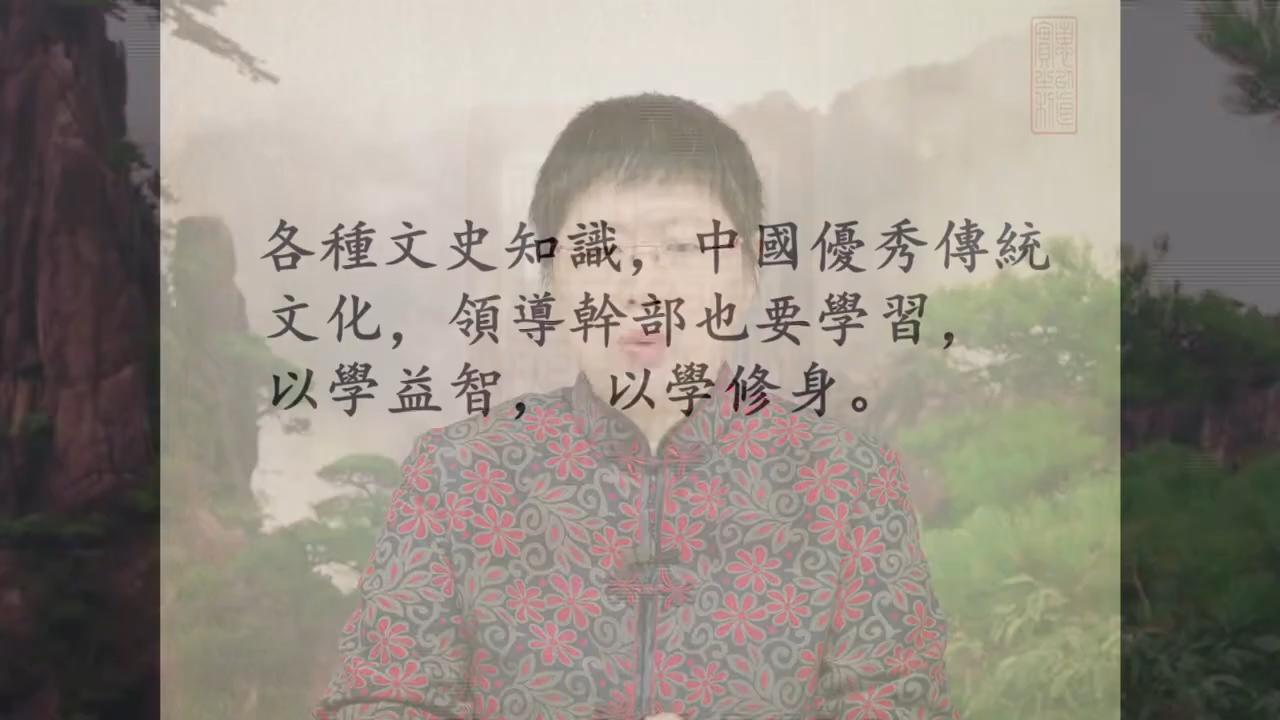 各種文史知識，中國優秀傳統
文化，領導幹部也要學習，
以學益智，以學修身。